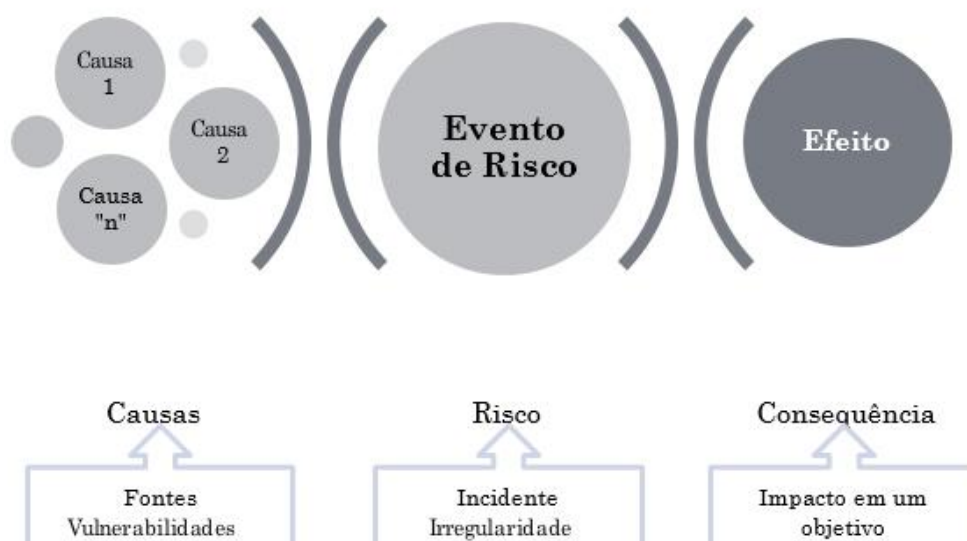 Causa
1
Causa
2
Causa
"n"
Evento
de Risco
Efeito
Causas
Risco
Consequência
Fontes
Vulnerabilidades
Incidente
Irregularidade
Impacto em um
objetivo